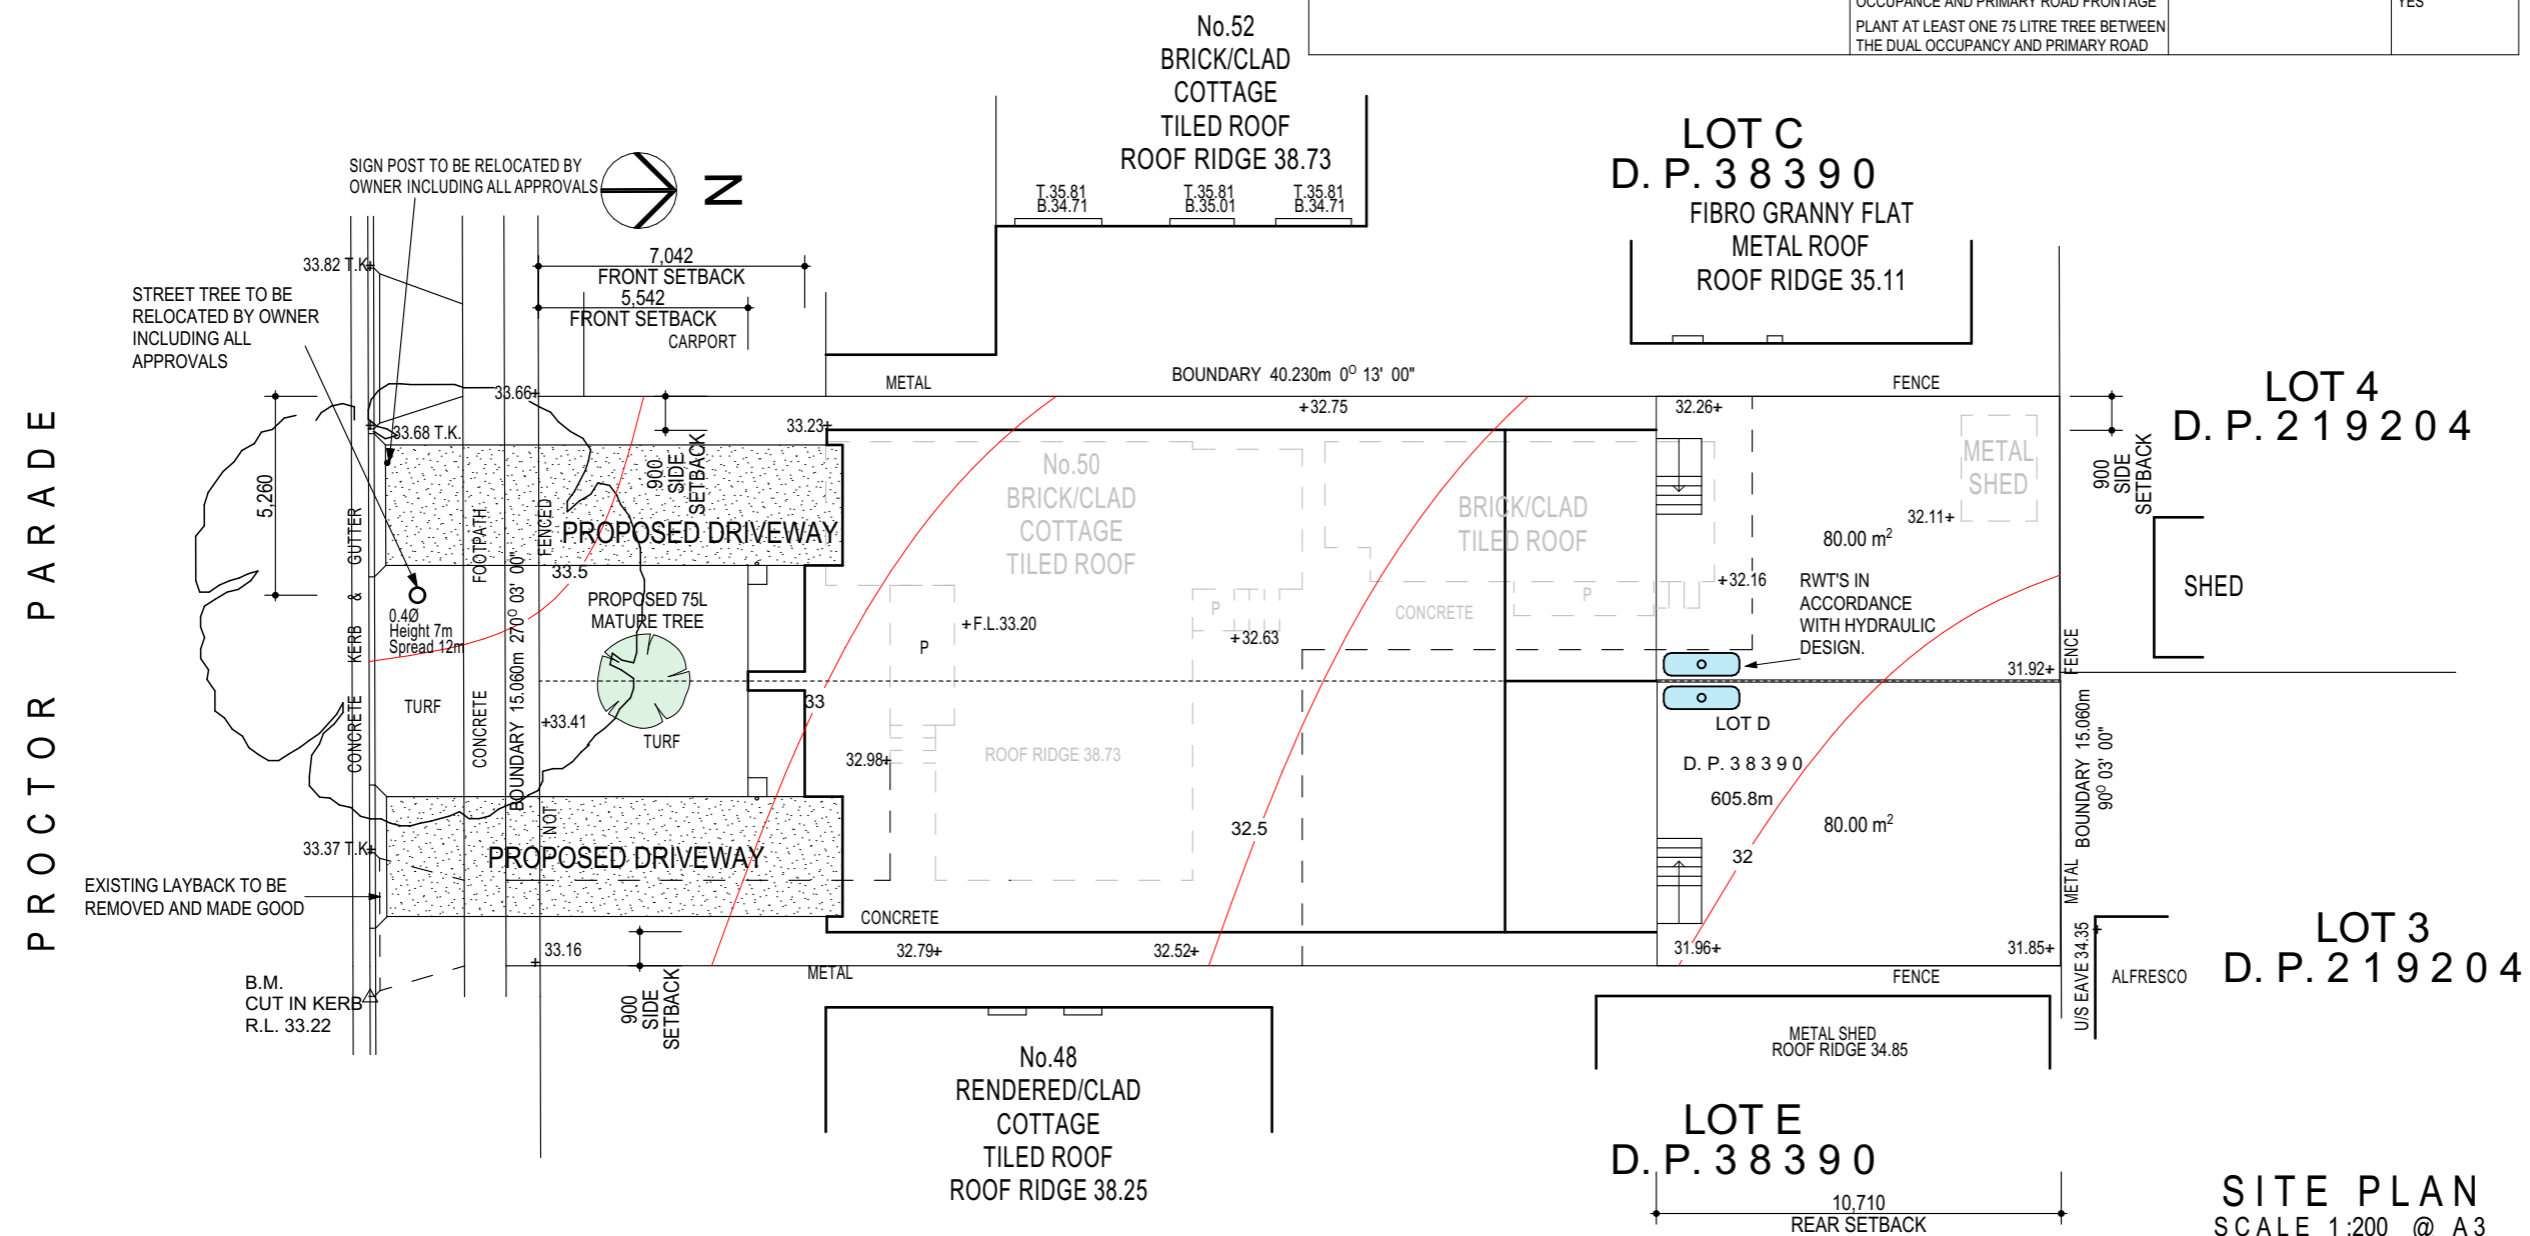 OCCUPANCE AND PRIMARY ROAD FRONTAGE
YES
PLANT AT LEAST ONE 75 LITRE TREE BETWEEN
THE DUAL OCCUPANCY AND PRIMARY ROAD
No.52
BRICK/CLAD
COTTAGE
TILED ROOF
ROOF RIDGE 38.73
T.35.81
B.34.71
T.35.81
B.35.01
T.35.81
B.34.71
LOT C
D. P. 3 8 3 9 0
FIBRO GRANNY FLAT
METAL ROOF
ROOF RIDGE 35.11
SIGN POST TO BE RELOCATED BY
OWNER INCLUDING ALL APPROVALS
N
7,042
FRONT SETBACK
5,542
FRONT SETBACK
CARPORT
33.82 T.K
STREET TREE TO BE
RELOCATED BY OWNER
INCLUDING ALL
APPROVALS
33.66
METAL
BOUNDARY 40.230m 0° 13' 00"
FENCE
LOT 4
D. P. 2 1 9 2 0 4
33.68 T.K.
33.23
32.75
32.26
900
SIDE
SETBACK
900
SIDE
SETBACK
5,260
PROCTOR PARADE
CONCRETE KERB & GUTTER
CONCRETE FOOTPATH
BOUNDARY 15.060m 270° 03' 00"
NOT FENCED
PROPOSED DRIVEWAY
33.5
No.50
BRICK/CLAD
COTTAGE
TILED ROOF
BRICK/CLAD
TILED ROOF
METAL
SHED
32.11
80.00 m²
SHED
0.4Ø
Height 7m
Spread 12m
PROPOSED 75L
MATURE TREE
P
F.L.33.20
P
32.63
CONCRETE
P
32.16
RWT'S IN
ACCORDANCE
WITH HYDRAULIC
DESIGN.
31.92
FENCE
TURF
33.41
TURF
33
32.98
ROOF RIDGE 38.73
LOT D
D. P. 3 8 3 9 0
605.8m
80.00 m²
BOUNDARY 15.060m
90° 03' 00"
METAL
33.37 T.K
PROPOSED DRIVEWAY
32.5
32
EXISTING LAYBACK TO BE
REMOVED AND MADE GOOD
CONCRETE
33.16
32.79
32.52
31.96
31.85
METAL
FENCE
U/S EAVE 34.35
ALFRESCO
LOT 3
D. P. 2 1 9 2 0 4
B.M.
CUT IN KERB
R.L. 33.22
900
SIDE
SETBACK
No.48
RENDERED/CLAD
COTTAGE
TILED ROOF
ROOF RIDGE 38.25
METAL SHED
ROOF RIDGE 34.85
LOT E
D. P. 3 8 3 9 0
10,710
REAR SETBACK
SITE PLAN
SCALE 1:200 @ A3